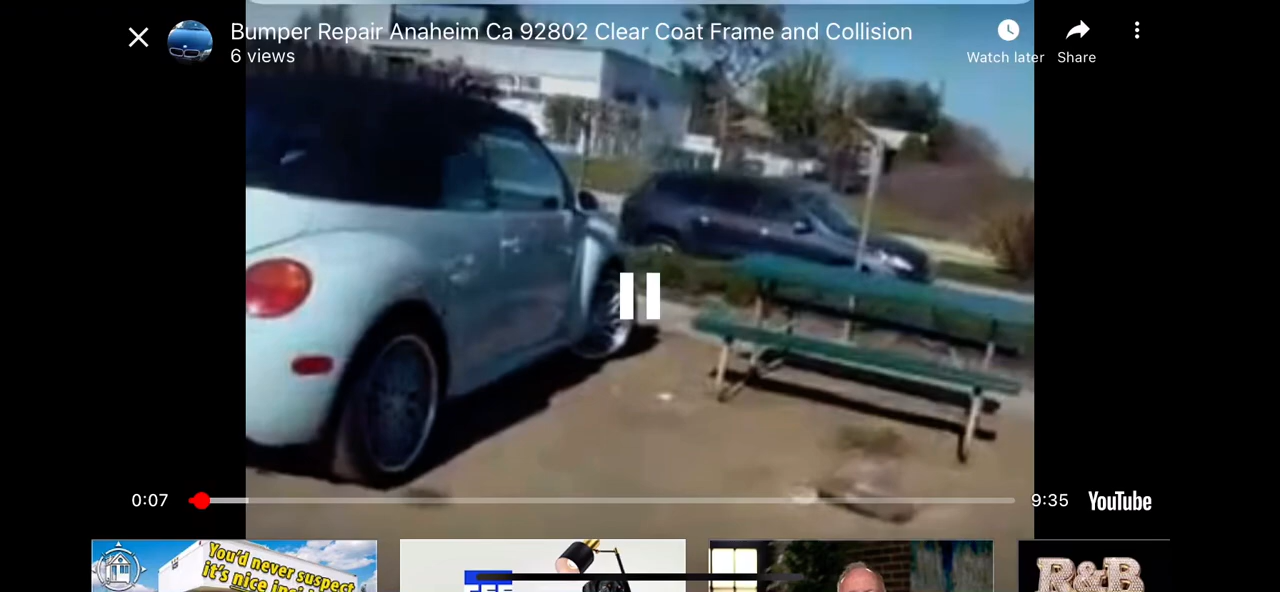 Bumper Repair Anaheim Ca 92802 Clear Coat Frame and Collision
6 views
Watch later
Share
0:07
9:35
YouTube
You'd never suspect
it's nice
R&B